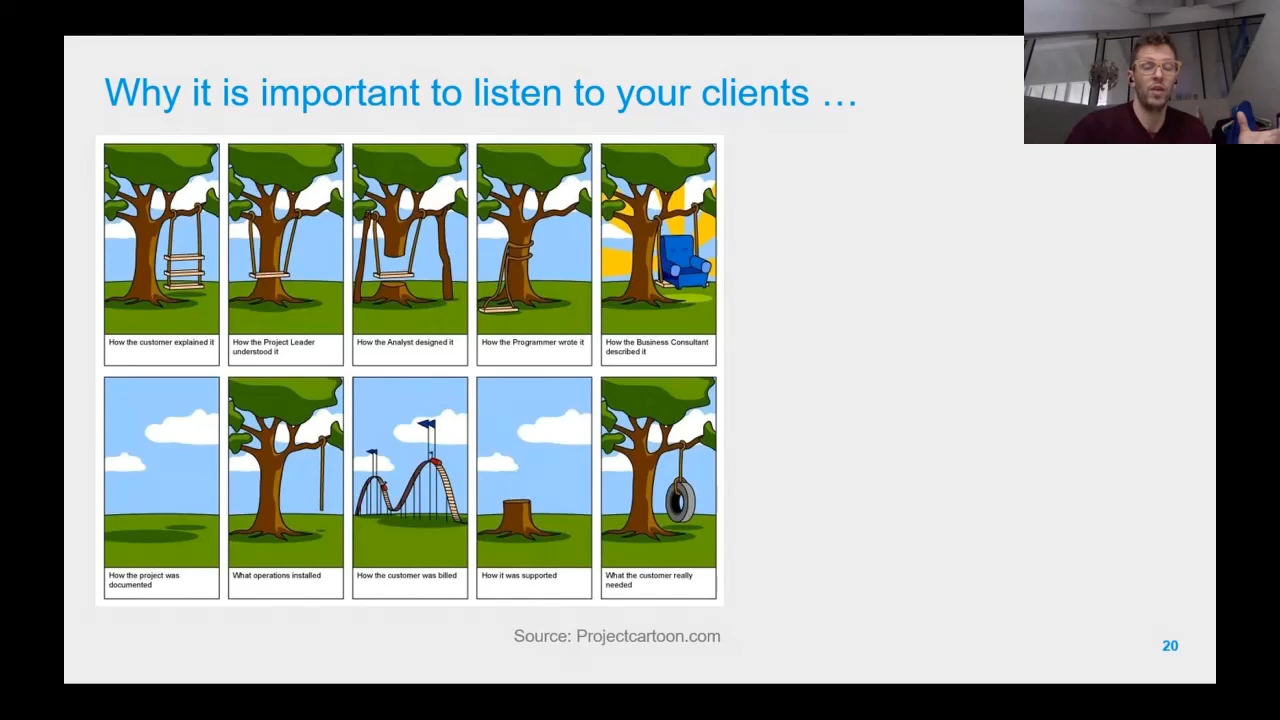 Why it is important to listen to your clients …
How the customer explained it
How the Project Leader
understood it
How the Analyst designed it
How the Programmer wrote it
How the Business Consultant
described it
How the project was
documented
What operations installed
How the customer was billed
How it was supported
What the customer really
needed
Source: Projectcartoon.com
20